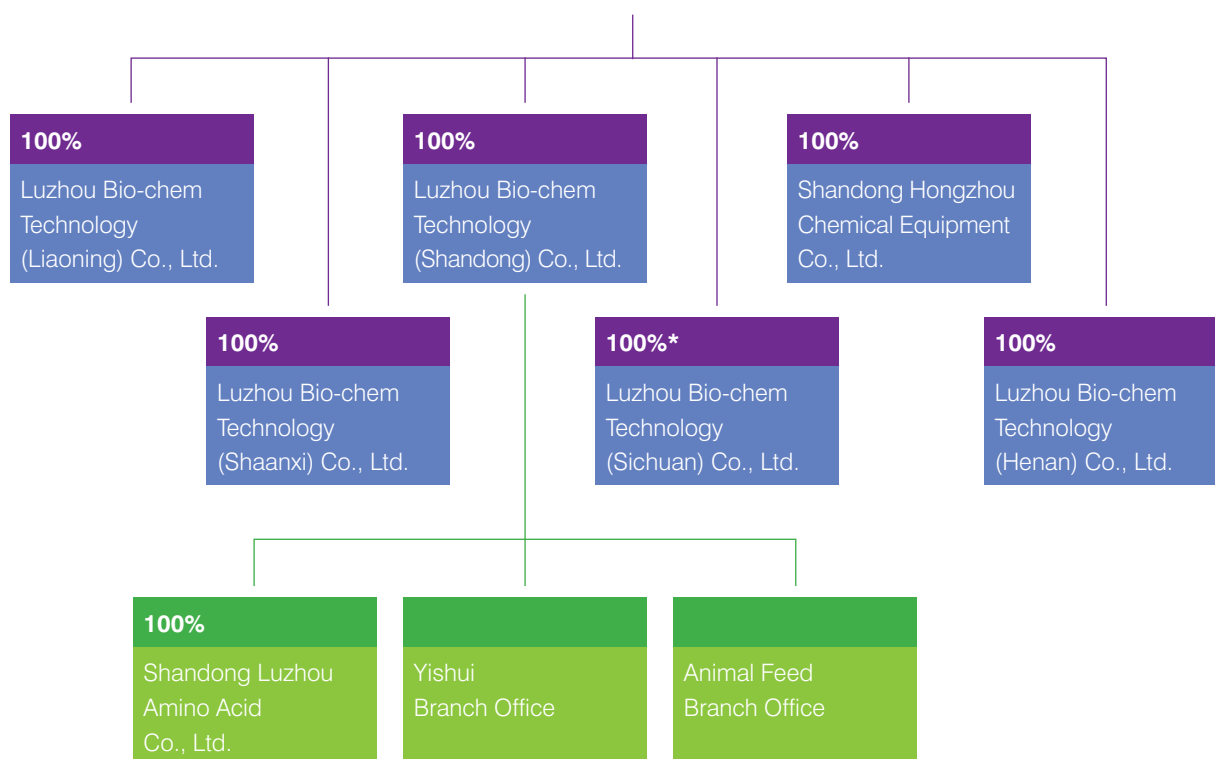 100%
Luzhou Bio-chem
Technology
(Liaoning) Co., Ltd.
100%
Luzhou Bio-chem
Technology
(Shandong) Co., Ltd.
100%
Shandong Hongzhou
Chemical Equipment
Co., Ltd.
100%
Luzhou Bio-chem
Technology
(Shaanxi) Co., Ltd.
100%*
Luzhou Bio-chem
Technology
(Sichuan) Co., Ltd.
100%
Luzhou Bio-chem
Technology
(Henan) Co., Ltd.
100%
Shandong Luzhou
Amino Acid
Co., Ltd.
Yishui
Branch Office
Animal Feed
Branch Office